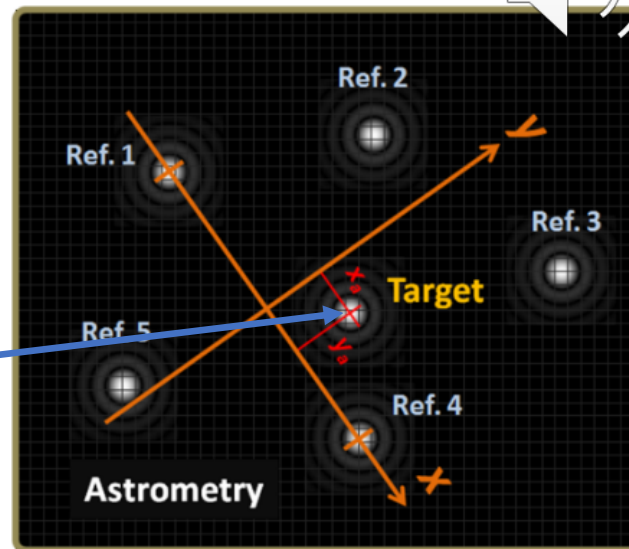 Ref. 2
y
Ref. 1
Ref. 3
x₀
Target
Ref. 5
y₀
Ref. 4
x
Astrometry